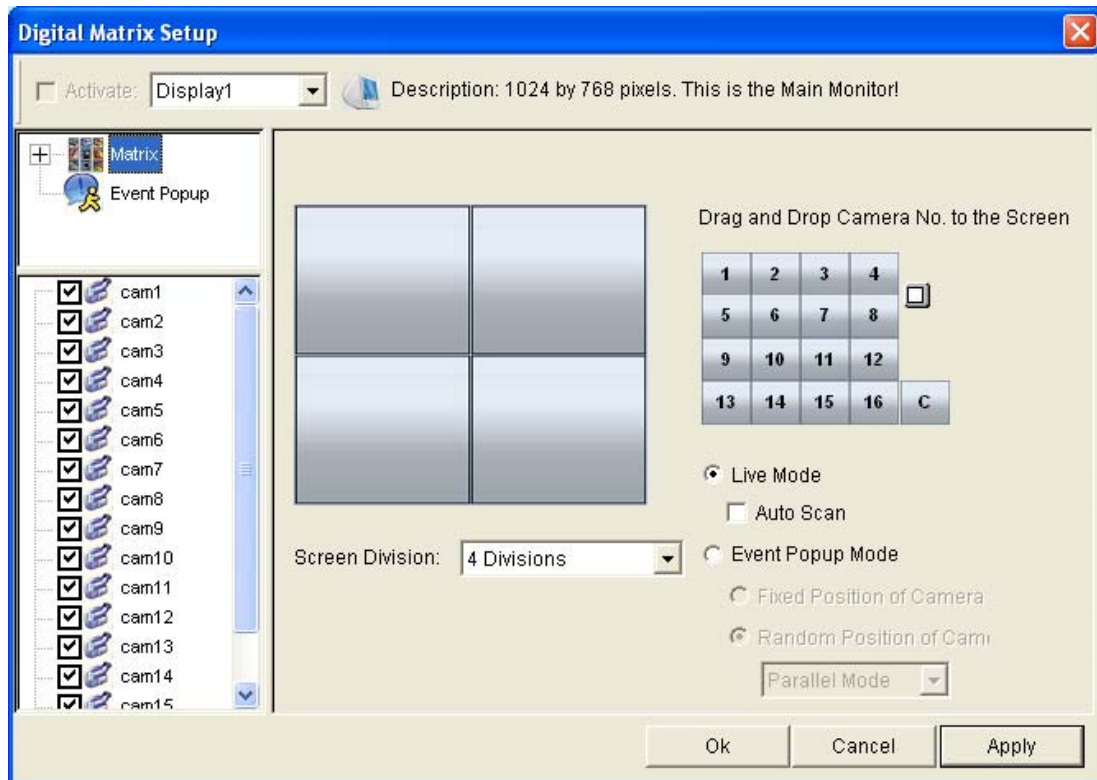 Digital Matrix Setup
Activate: Display1 Description: 1024 by 768 pixels. This is the Main Monitor!
Matrix
Event Popup
cam1
cam2
cam3
cam4
cam5
cam6
cam7
cam8
cam9
cam10
cam11
cam12
cam13
cam14
cam15
Screen Division: 4 Divisions
Drag and Drop Camera No. to the Screen
1 2 3 4
5 6 7 8
9 10 11 12
13 14 15 16 C
Live Mode
Auto Scan
Event Popup Mode
Fixed Position of Camera
Random Position of Cam
Parallel Mode
Ok Cancel Apply